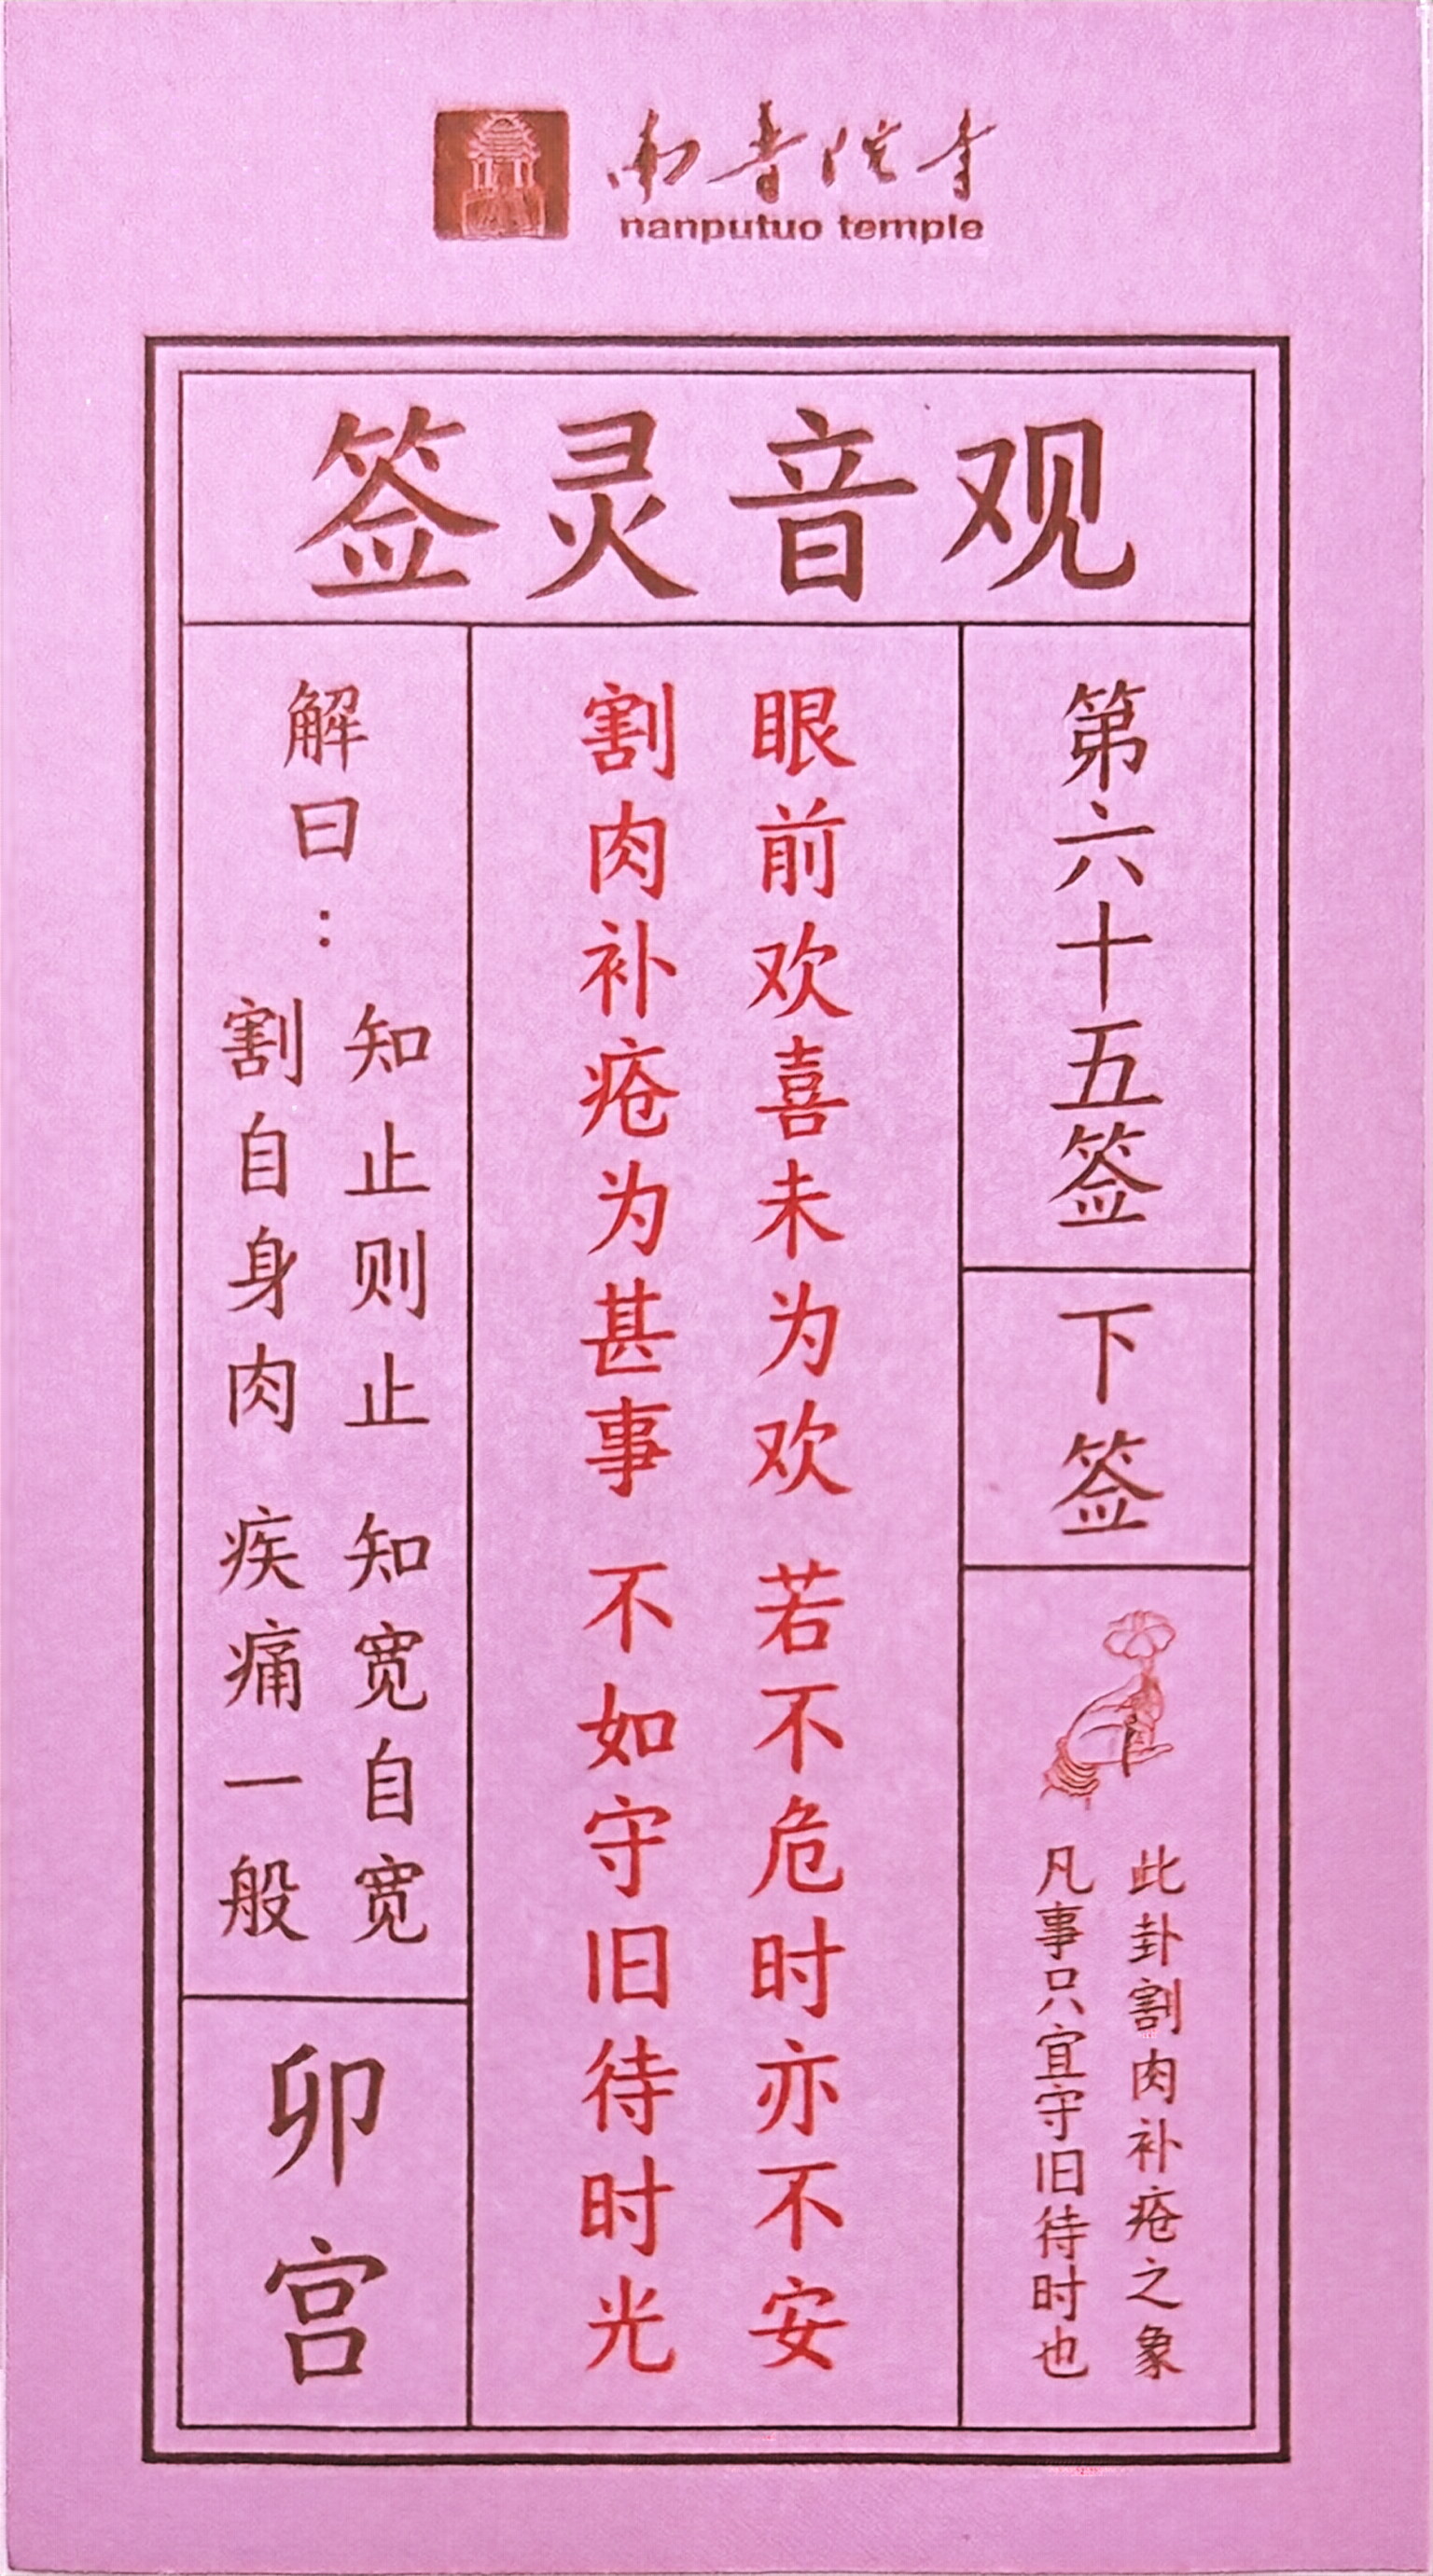 南普陀寺
nanputuo temple
观音灵签
第六十五签
下签
此卦割肉补疮之象
凡事只宜守旧待时也
眼前欢喜未为欢 若不危时亦不安
割肉补疮为甚事 不如守旧待时光
解曰：
知止则止 知宽自宽
割自身肉 疾痛一般
卯宫